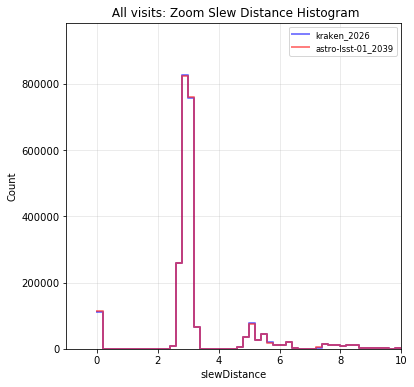 All visits: Zoom Slew Distance Histogram
kraken_2026
astro-lsst-01_2039
800000
600000
400000
200000
0
Count
0 2 4 6 8 10
slewDistance